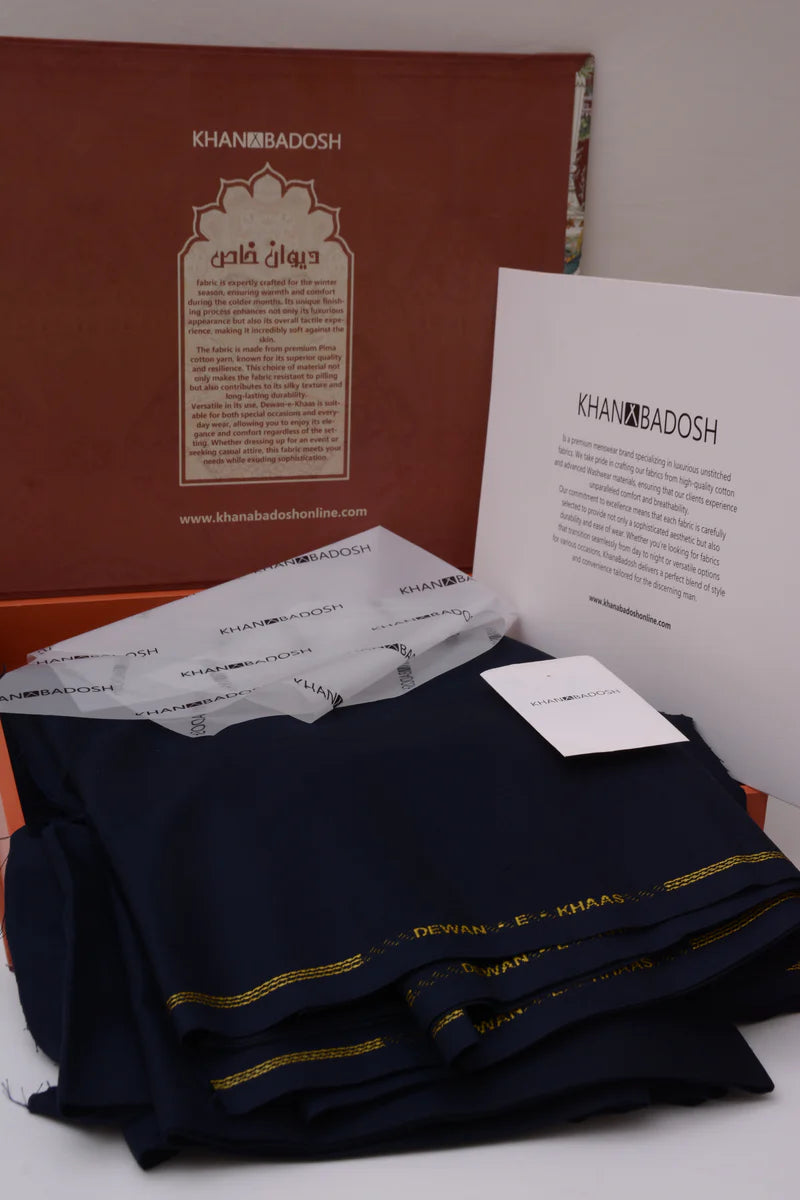 KHANABADOSH
ديوان خاص
fabric is expertly crafted for the winter
season, ensuring warmth and comfort
during the colder months. Its unique finish-
ing process enhances not only its luxurious
appearance but also its overall tactile expe-
rience, making it incredibly soft against the
skin.
The fabric is made from premium Pima
cotton yarn, known for its superior quality
and resilience. This choice of material not
only makes the fabric resistant to pilling
but also contributes to its silky texture and
long-lasting durability.
Versatile in its use, Dewan-e-Khaas is suit-
able for both special occasions and every-
day wear, allowing you to enjoy its ele-
gance and comfort regardless of the set-
ting. Whether dressing up for an event or
seeking casual attire, this fabric meets your
needs while exuding sophistication.
www.khanabadoshonline.com
KHANABADOSH
Is a premium menswear brand specializing in luxurious unstitched
fabrics. We take pride in crafting our fabrics from high-quality cotton
and advanced Washwear materials, ensuring that our clients experience
unparalleled comfort and breathability.
Our commitment to excellence means that each fabric is carefully
selected to provide not only a sophisticated aesthetic but also
durability and ease of wear. Whether you're looking for fabrics
that transition seamlessly from day to night or versatile options
for various occasions, KhanaBadosh delivers a perfect blend of style
and convenience tailored for the discerning man.
www.khanabadoshonline.com
KHANABADOSH
KHANABA
KHANABADOSH
KHANABADO
KHANABADOSH
KHANABADOSH
KHANABADOSH
KHANABADO
KHAN
KHANABADOSH
DEWAN - E - KHAAS
DEWAN - E
WAN - E - KHAAS